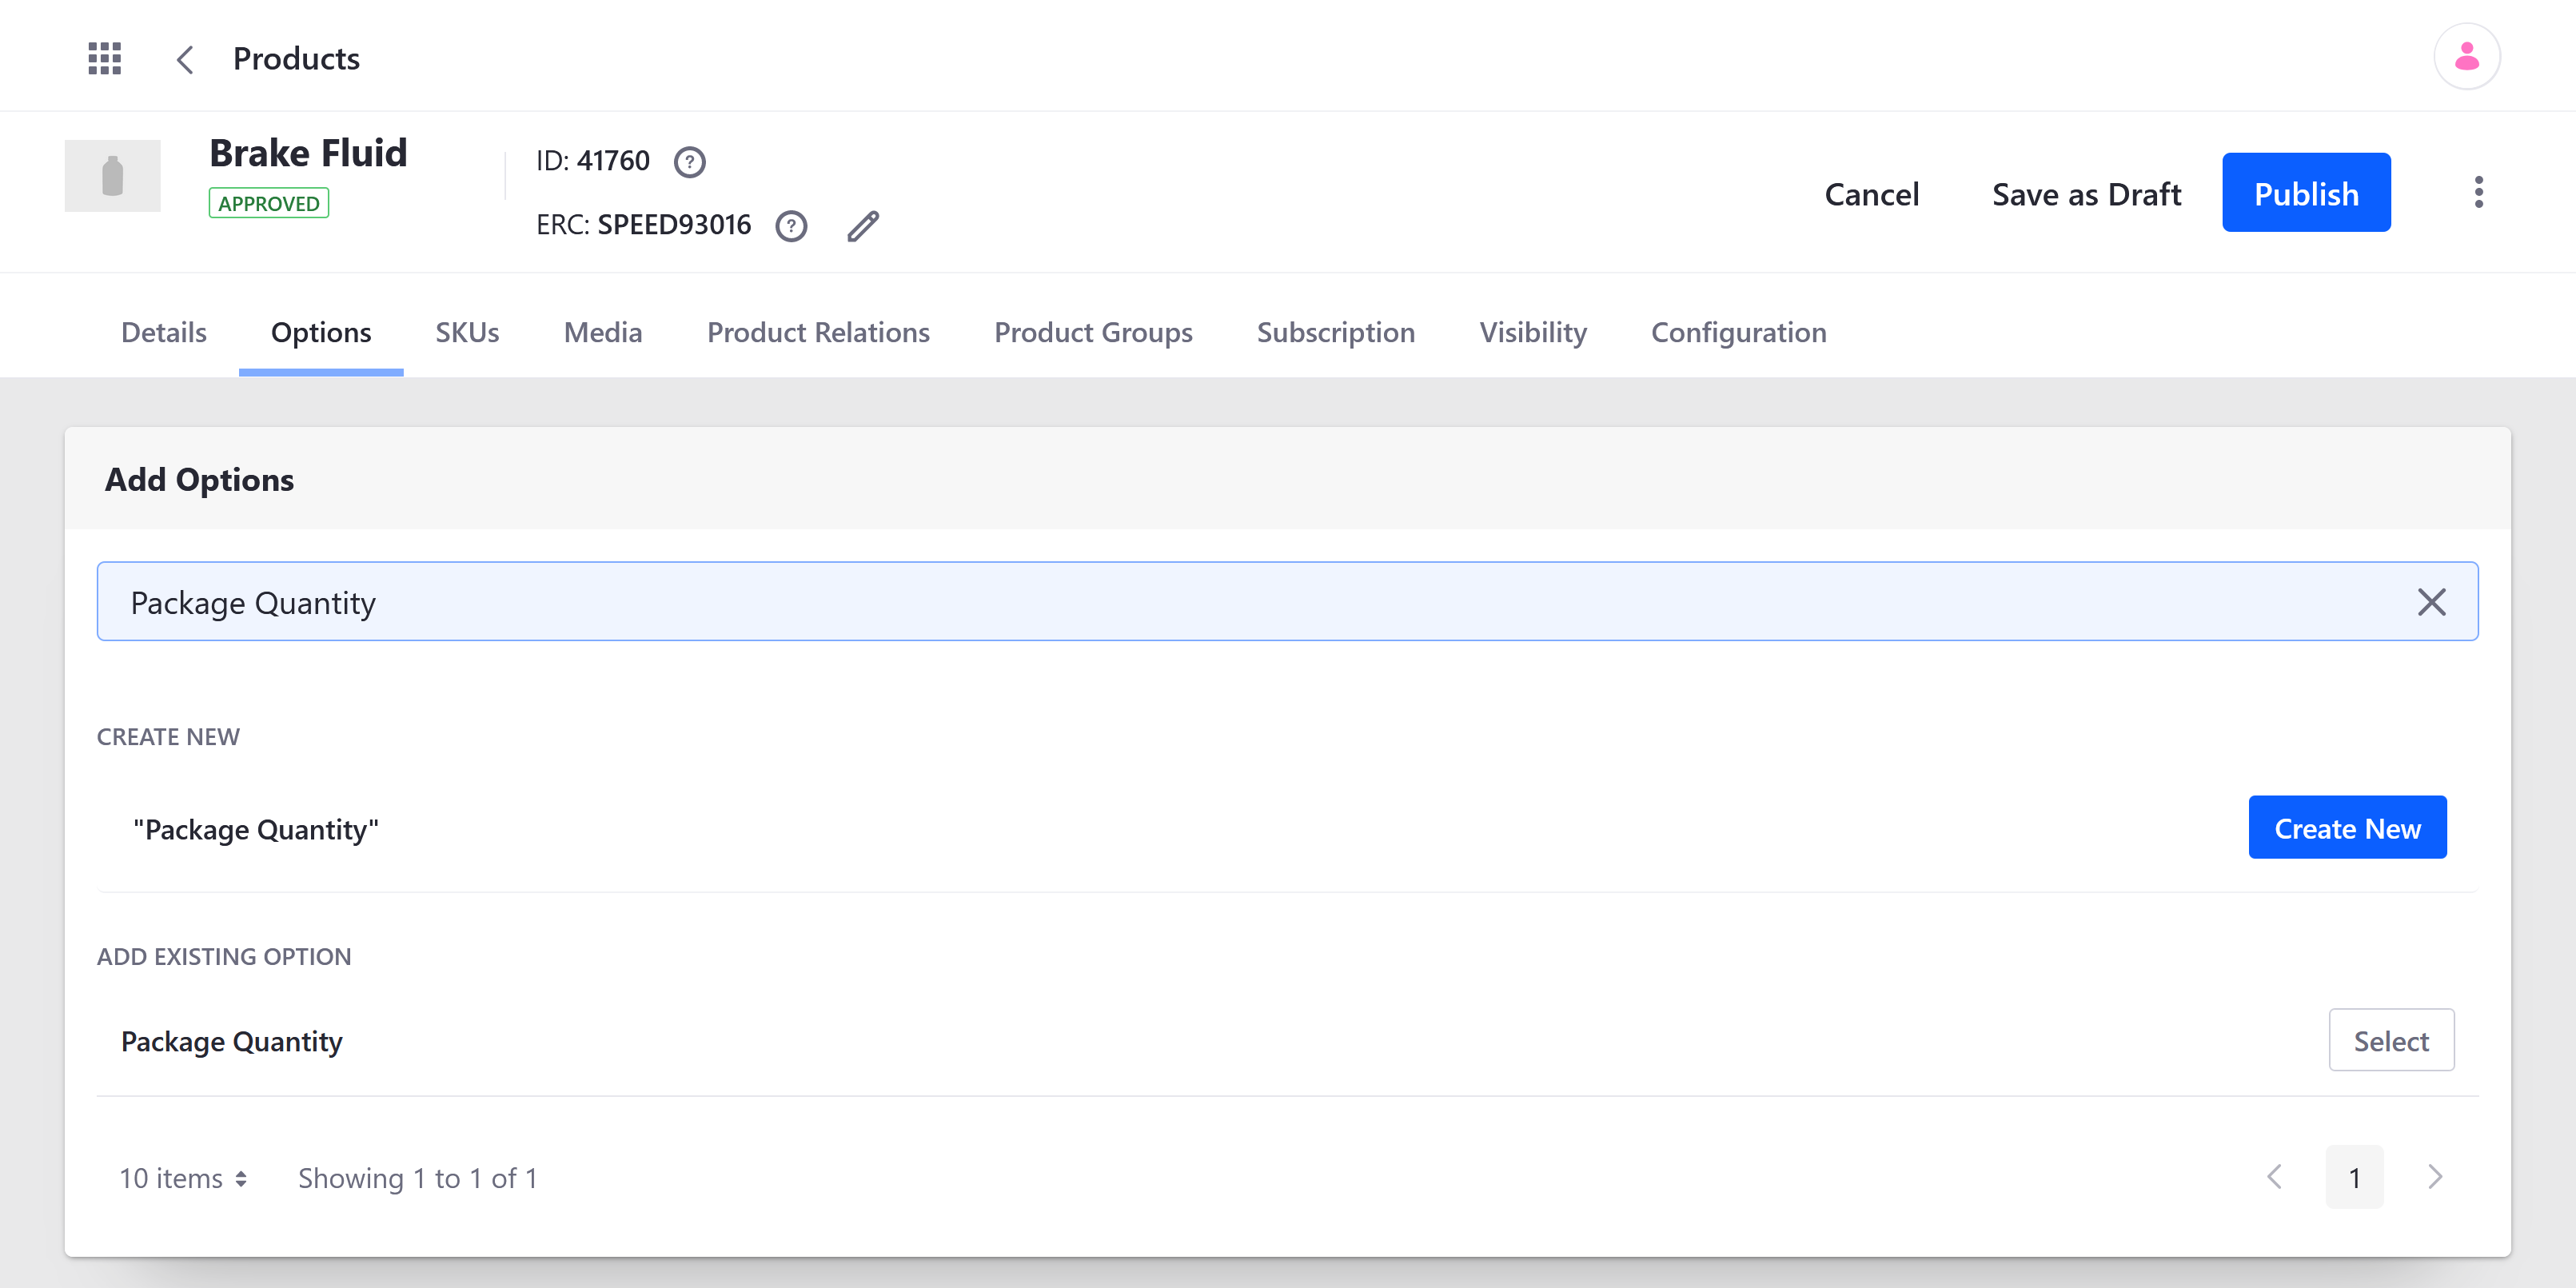 Products
Brake Fluid
APPROVED
ID: 41760 ?
ERC: SPEED93016 ?
Cancel
Save as Draft
Publish
Details Options SKUs Media Product Relations Product Groups Subscription Visibility Configuration
Add Options
Package Quantity
CREATE NEW
"Package Quantity"
Create New
ADD EXISTING OPTION
Package Quantity
Select
10 items Showing 1 to 1 of 1
1